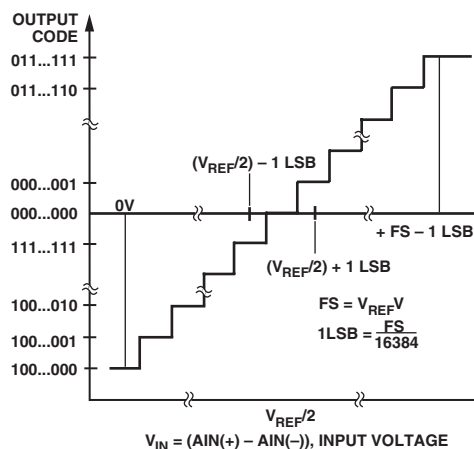 OUTPUT
CODE
011...111
011...110
(VREF/2) – 1 LSB
000...001
0V
000...000
111...111
+ FS – 1 LSB
(VREF/2) + 1 LSB
100...010
FS = VREFV
1LSB = FS
16384
100...001
100...000
VREF/2
VIN = (AIN(+) – AIN(–)), INPUT VOLTAGE